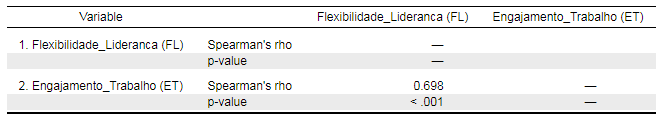 Variable Flexibilidade_Lideranca (FL) Engajamento_Trabalho (ET)
1. Flexibilidade_Lideranca (FL) Spearman's rho — 
p-value — 
2. Engajamento_Trabalho (ET) Spearman's rho 0.698 —
p-value < .001 —